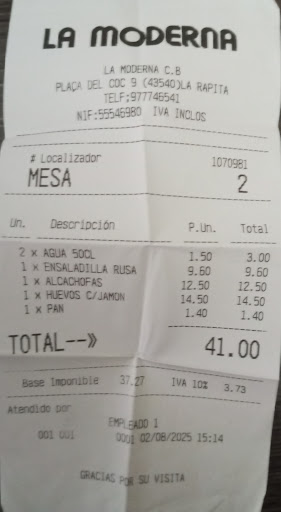 LA MODERNA
LA MODERNA C.B
PLAÇA DEL COC 9 (43540)LA RAPITA
TELF:977746541
NIF:55546980 IVA INCLOS
# Localizador 1070981
MESA 2
Un. Descripción P.Un. Total
2 x AGUA 50CL 1.50 3.00
1 x ENSALADILLA RUSA 9.60 9.60
1 x ALCACHOFAS 12.50 12.50
1 x HUEVOS C/JAMON 14.50 14.50
1 x PAN 1.40 1.40
TOTAL--» 41.00
Base Imponible 37.27 IVA 10% 3.73
Atendido por
EMPLEADO 1
001 001 0001 02/08/2025 15:14
GRACIAS POR SU VISITA